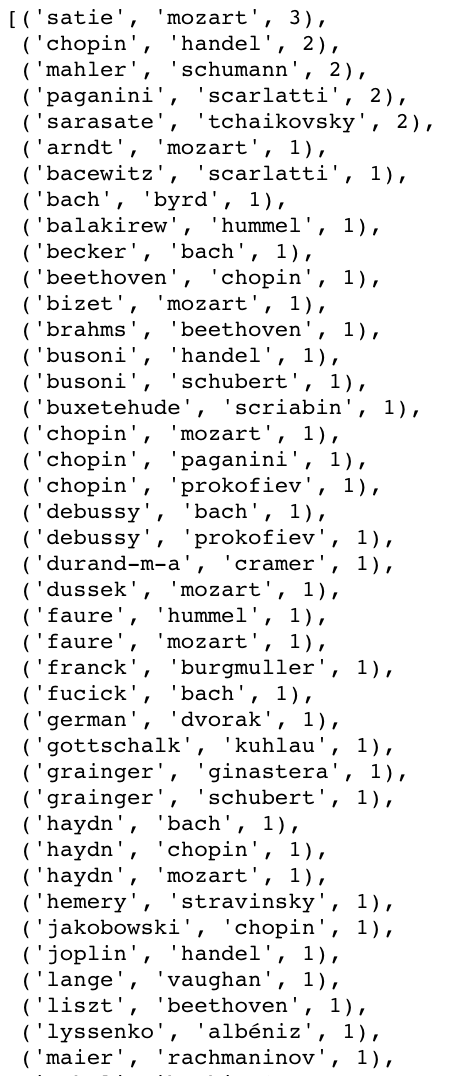 [('satie', 'mozart', 3),
('chopin', 'handel', 2),
('mahler', 'schumann', 2),
('paganini', 'scarlatti', 2),
('sarasate', 'tchaikovsky', 2),
('arndt', 'mozart', 1),
('bacewitz', 'scarlatti', 1),
('bach', 'byrd', 1),
('balakirew', 'hummel', 1),
('becker', 'bach', 1),
('beethoven', 'chopin', 1),
('bizet', 'mozart', 1),
('brahms', 'beethoven', 1),
('busoni', 'handel', 1),
('busoni', 'schubert', 1),
('buxetehude', 'scriabin', 1),
('chopin', 'mozart', 1),
('chopin', 'paganini', 1),
('chopin', 'prokofiev', 1),
('debussy', 'bach', 1),
('debussy', 'prokofiev', 1),
('durand-m-a', 'cramer', 1),
('dussek', 'mozart', 1),
('faure', 'hummel', 1),
('faure', 'mozart', 1),
('franck', 'burgmuller', 1),
('fucick', 'bach', 1),
('german', 'dvorak', 1),
('gottschalk', 'kuhlau', 1),
('grainger', 'ginastera', 1),
('grainger', 'schubert', 1),
('haydn', 'bach', 1),
('haydn', 'chopin', 1),
('haydn', 'mozart', 1),
('hemery', 'stravinsky', 1),
('jakobowski', 'chopin', 1),
('joplin', 'handel', 1),
('lange', 'vaughan', 1),
('liszt', 'beethoven', 1),
('lyssenko', 'albéniz', 1),
('maier', 'rachmaninov', 1),